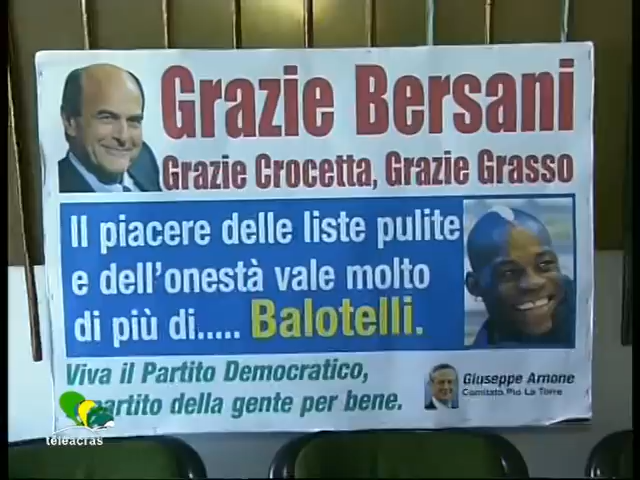 Grazie Bersani
Grazie Crocetta, Grazie Grasso
Il piacere delle liste pulite
e dell'onestà vale molto
di più di..... Balotelli.
Viva il Partito Democratico,
partito della gente per bene.
Giuseppe Arnone
Comitato Pio La Torre
teleacras